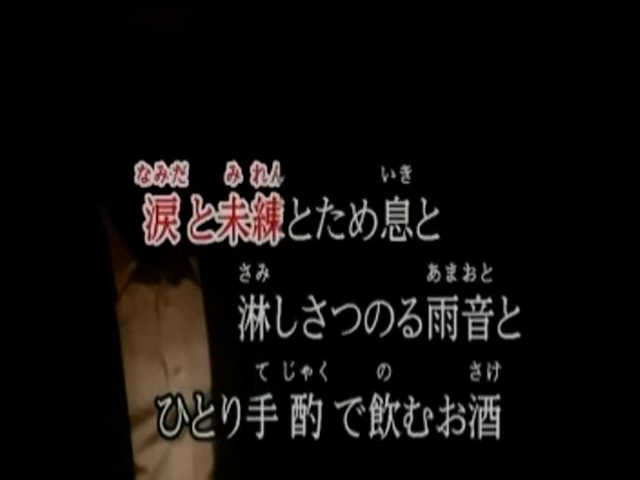 なみだ みれん いき
涙と未練とため息と
さみ あまおと
淋しさつのる雨音と
てじゃく の さけ
ひとり手酌で飲むお酒